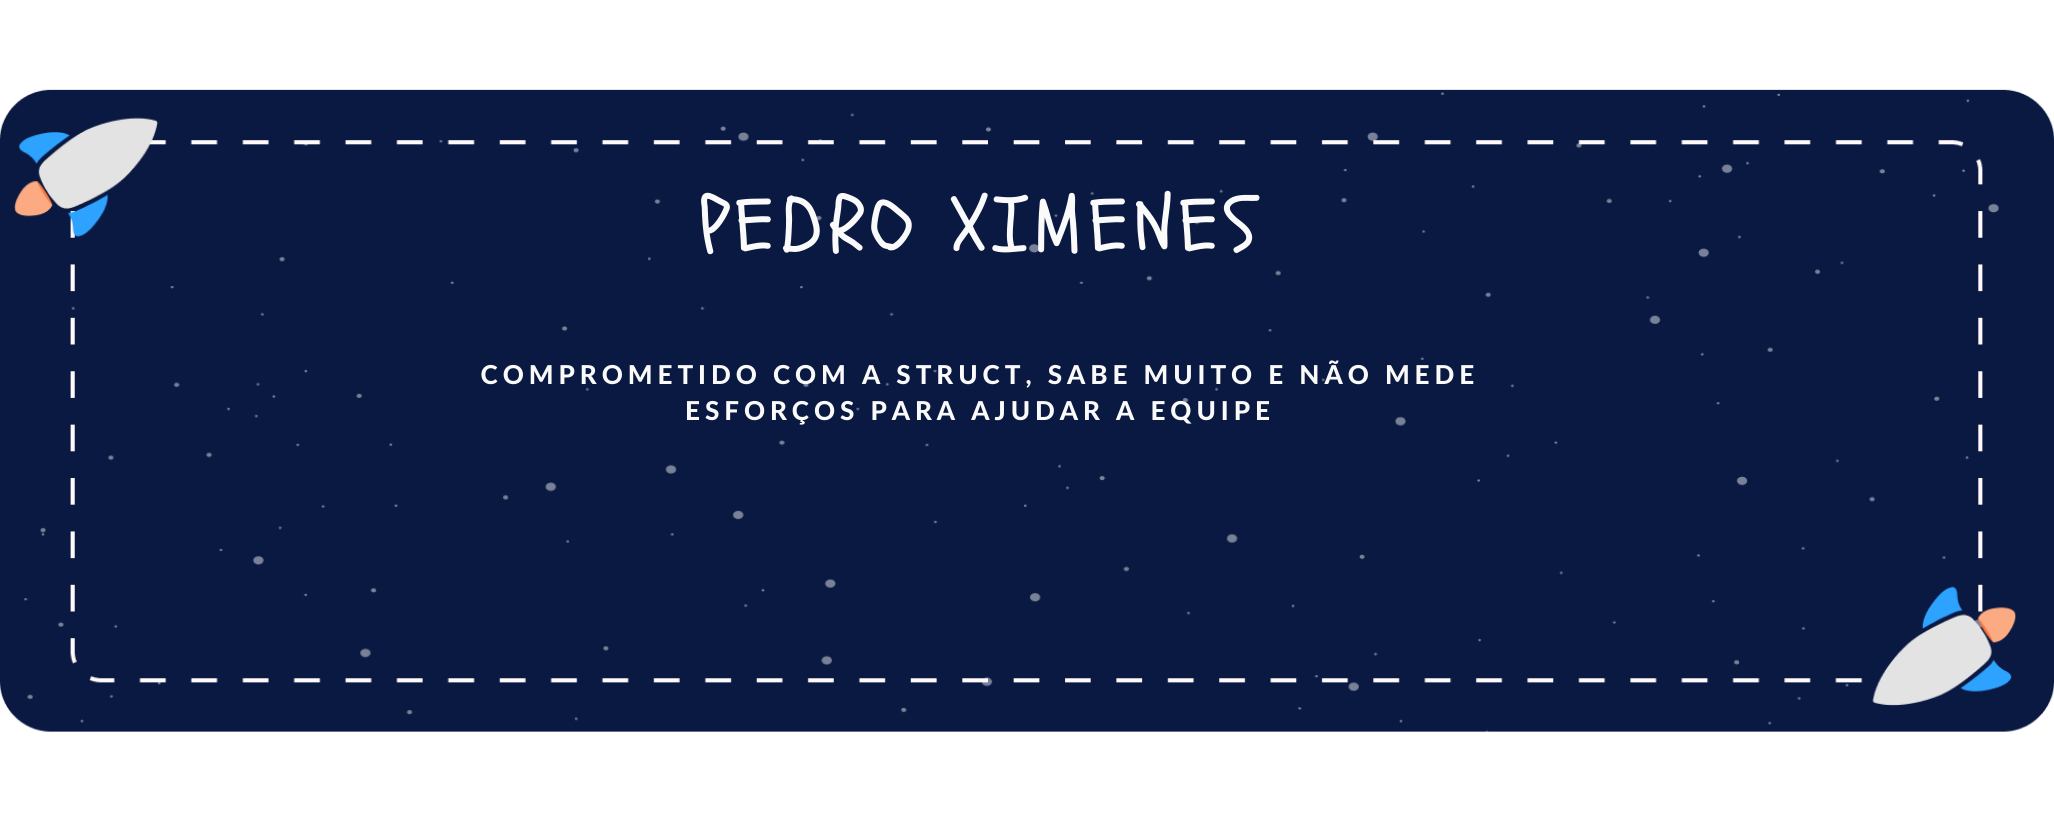 PEDRO XIMENES
COMPROMETIDO COM A STRUCT, SABE MUITO E NÃO MEDE
ESFORÇOS PARA AJUDAR A EQUIPE